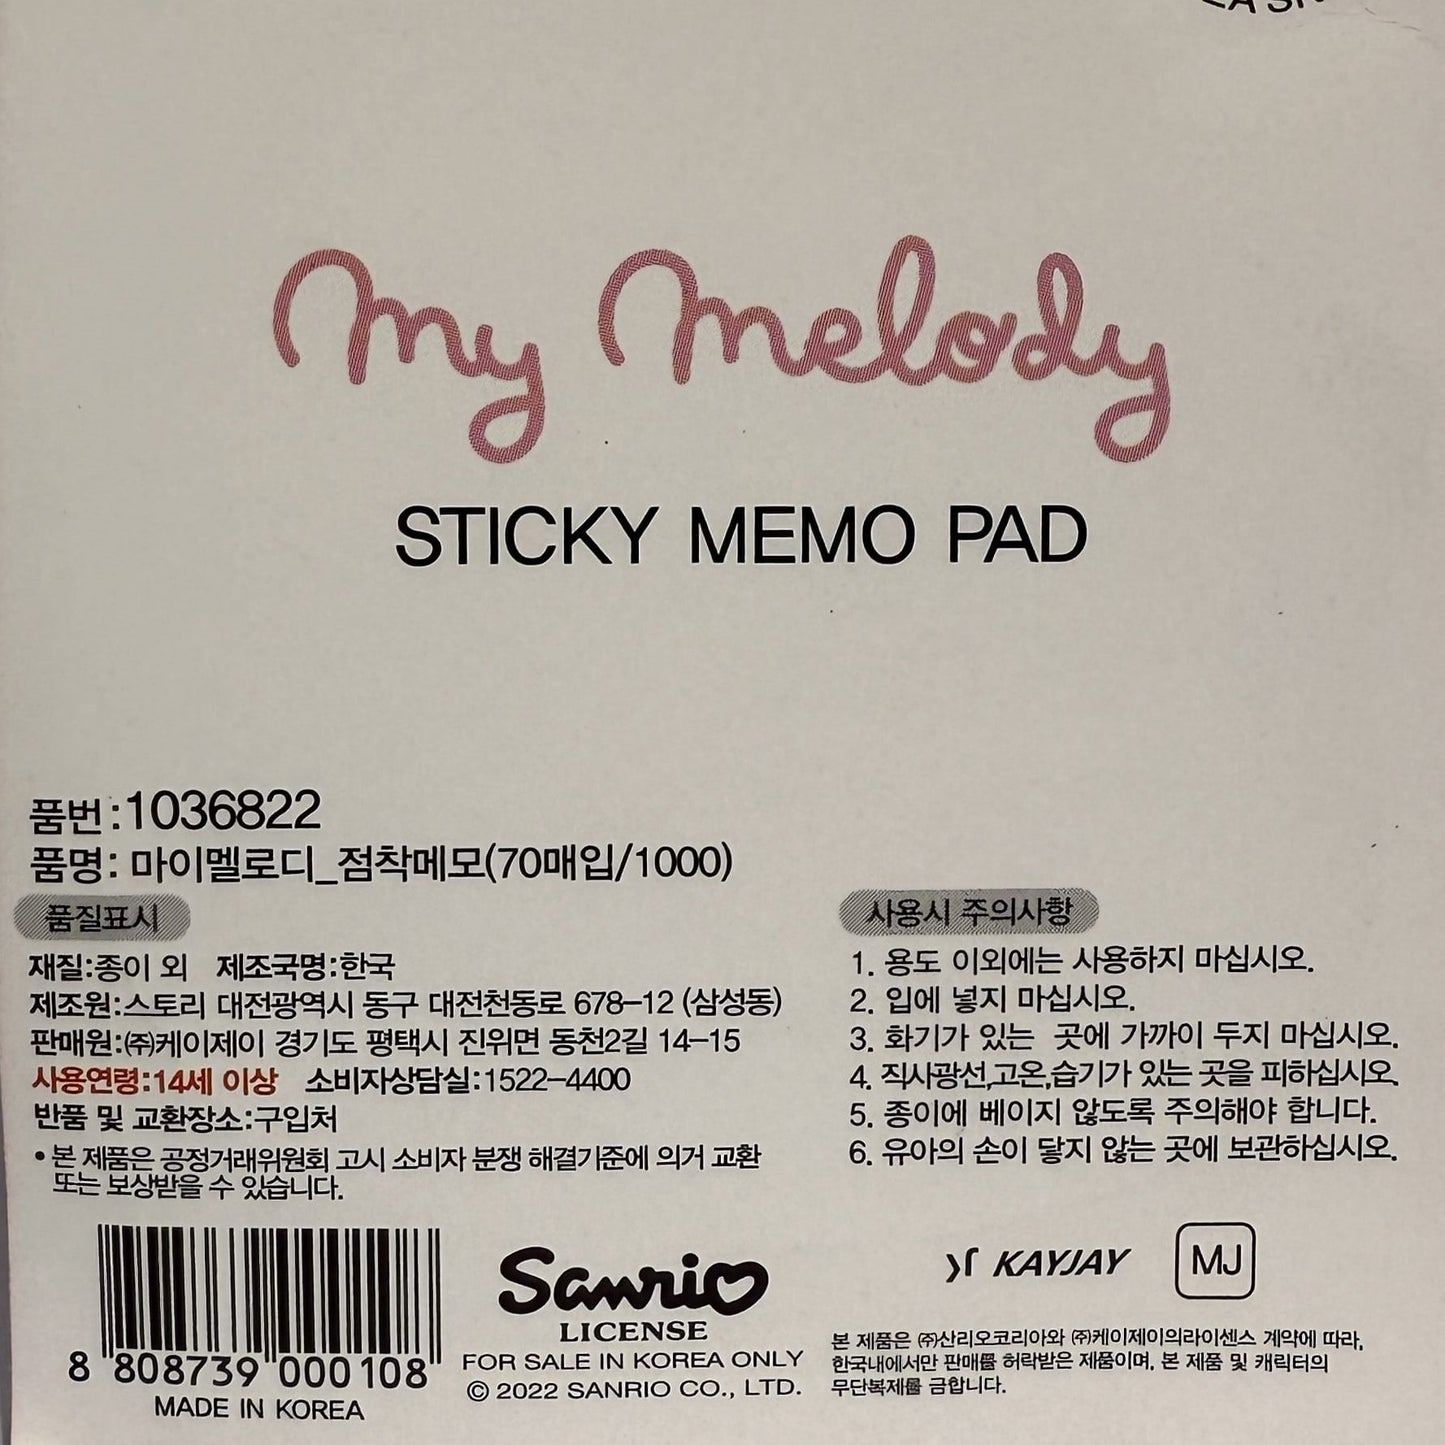 My Melody
STICKY MEMO PAD
품번:1036822
품명: 마이멜로디_점착메모(70매입/1000)
품질표시
재질:종이 외 제조국명:한국
제조원:스토리 대전광역시 동구 대전천동로 678-12 (삼성동)
판매원:㈜케이제이 경기도 평택시 진위면 동천2길 14-15
사용연령:14세 이상 소비자상담실:1522-4400
반품 및 교환장소:구입처
• 본 제품은 공정거래위원회 고시 소비자 분쟁 해결기준에 의거 교환
또는 보상받을 수 있습니다.
사용시 주의사항
1. 용도 이외에는 사용하지 마십시오.
2. 입에 넣지 마십시오.
3. 화기가 있는 곳에 가까이 두지 마십시오.
4. 직사광선,고온,습기가 있는 곳을 피하십시오.
5. 종이에 베이지 않도록 주의해야 합니다.
6. 유아의 손이 닿지 않는 곳에 보관하십시오.
8 808739 000108
MADE IN KOREA
Sanrio
LICENSE
FOR SALE IN KOREA ONLY
© 2022 SANRIO CO., LTD.
KAYJAY
MJ
본 제품은 ㈜산리오코리아와 ㈜케이제이의라이센스 계약에 따라,
한국내에서만 판매를 허락받은 제품이며, 본 제품 및 캐릭터의
무단복제를 금합니다.